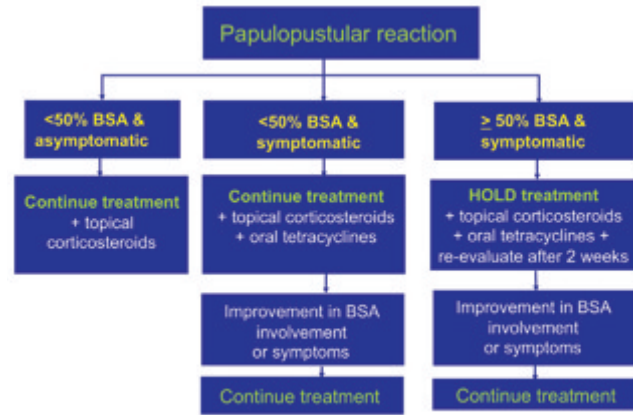 Papulopustular reaction
<50% BSA &
asymptomatic
<50% BSA &
symptomatic
≥ 50% BSA &
symptomatic
Continue treatment
+ topical
corticosteroids
Continue treatment
+ topical corticosteroids
+ oral tetracyclines
HOLD treatment
+ topical corticosteroids
+ oral tetracyclines +
re-evaluate after 2 weeks
Improvement in BSA
involvement
or symptoms
Improvement in BSA
involvement
or symptoms
Continue treatment
Continue treatment